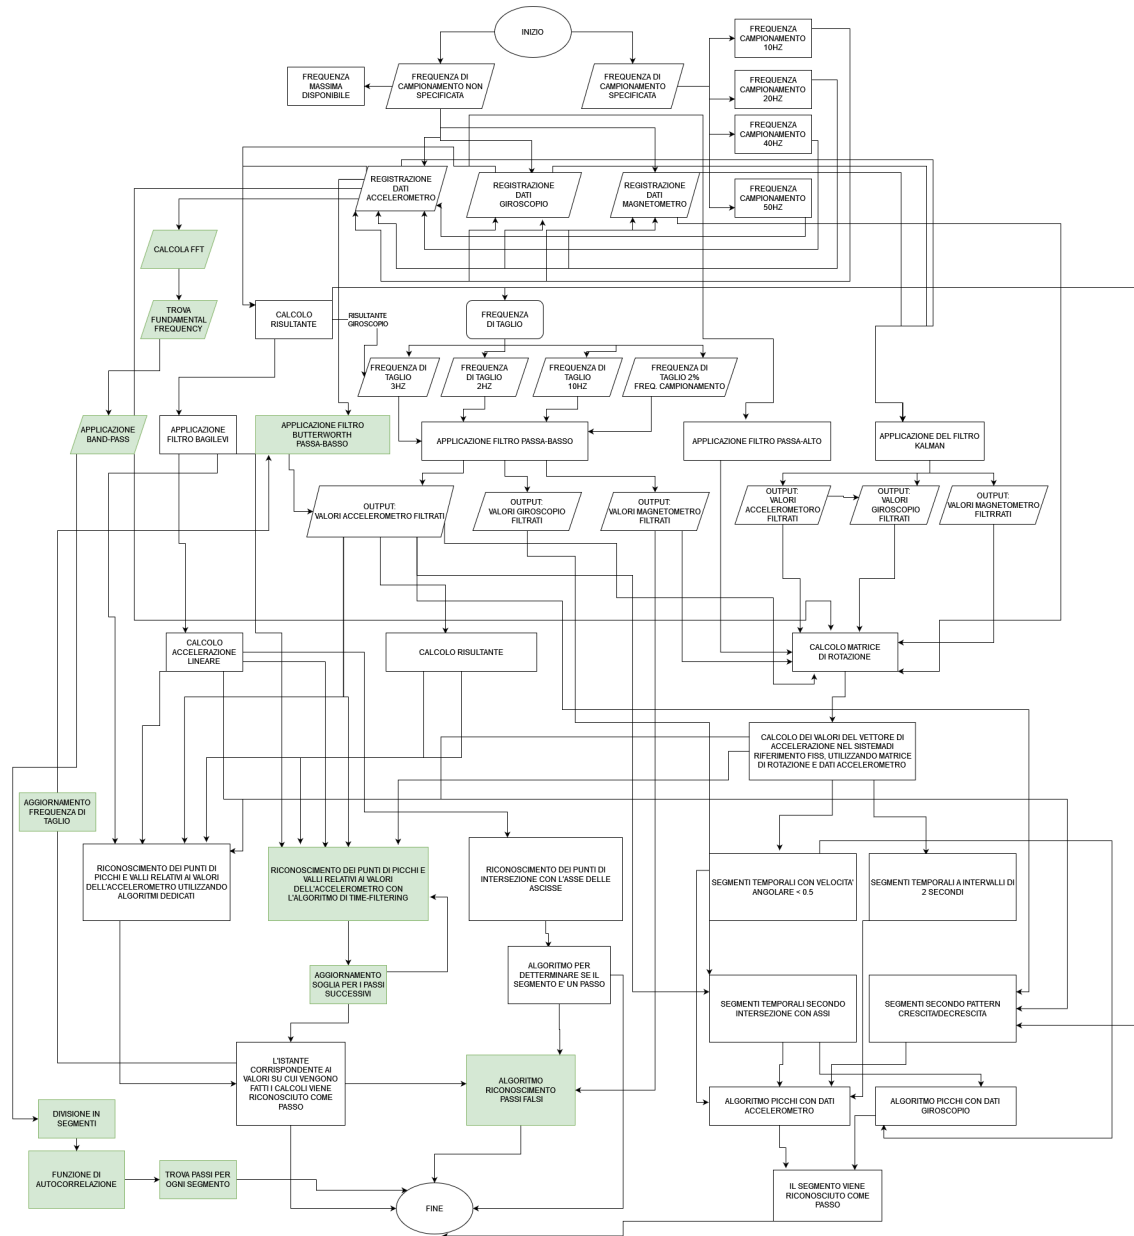 INIZIO
FREQUENZA
CAMPIONAMENTO
10HZ
FREQUENZA
MASSIMA
DISPONIBILE
FREQUENZA DI
CAMPIONAMENTO NON
SPECIFICATA
FREQUENZA DI
CAMPIONAMENTO
SPECIFICATA
FREQUENZA
CAMPIONAMENTO
20HZ
FREQUENZA
CAMPIONAMENTO
40HZ
REGISTRAZIONE
DATI
ACCELEROMETRO
REGISTRAZIONE
DATI
GIROSCOPIO
REGISTRAZIONE
DATI
MAGNETOMETRO
FREQUENZA
CAMPIONAMENTO
50HZ
CALCOLA FFT
TROVA
FUNDAMENTAL
FREQUENCY
CALCOLO
RISULTANTE
RISULTANTE
GIROSCOPIO
FREQUENZA
DI TAGLIO
FREQUENZA DI
TAGLIO
3HZ
FREQUENZA
DI TAGLIO
2HZ
FREQUENZA DI
TAGLIO
10HZ
FREQUENZA DI
TAGLIO 2%
FREQ. CAMPIONAMENTO
APPLICAZIONE
BAND-PASS
APPLICAZIONE
FILTRO BAGILEVI
APPLICAZIONE FILTRO
BUTTERWORTH
PASSA-BASSO
APPLICAZIONE FILTRO PASSA-BASSO
APPLICAZIONE FILTRO PASSA-ALTO
APPLICAZIONE DEL FILTRO
KALMAN
OUTPUT:
VALORI ACCELEROMETRO FILTRATI
OUTPUT:
VALORI GIROSCOPIO
FILTRATI
OUTPUT:
VALORI MAGNETOMETRO
FILTRATI
OUTPUT:
VALORI
ACCELEROMETORO
FILTRATI
OUTPUT:
VALORI
GIROSCOPIO
FILTRATI
OUTPUT:
VALORI MAGNETOMETRO
FILTRRATI
CALCOLO
ACCELERAZIONE
LINEARE
CALCOLO RISULTANTE
CALCOLO MATRICE
DI ROTAZIONE
CALCOLO DEI VALORI DEL VETTORE DI
ACCELERAZIONE NEL SISTEMADI
RIFERIMENTO FISS, UTILIZZANDO MATRICE
DI ROTAZIONE E DATI ACCELEROMETRO
AGGIORNAMENTO
FREQUENZA DI
TAGLIO
RICONOSCIMENTO DEI PUNTI DI
PICCHI E VALLI RELATIVI AI VALORI
DELL'ACCELEROMETRO UTILIZZANDO
ALGORITMI DEDICATI
RICONOSCIMENTO DEI PUNTI DI PICCHI E
VALLI RELATIVI AI VALORI
DELL'ACCELEROMETRO CON
L'ALGORITMO DI TIME-FILTERING
RICONOSCIMENTO DEI PUNTI DI
INTERSEZIONE CON L'ASSE DELLE
ASCISSE
SEGMENTI TEMPORALI CON VELOCITA'
ANGOLARE < 0.5
SEGMENTI TEMPORALI A INTERVALLI DI
2 SECONDI
AGGIORNAMENTO
SOGLIA PER I PASSI
SUCCESSIVI
ALGORITMO PER
DETTERMINARE SE IL
SEGMENTO E' UN PASSO
SEGMENTI TEMPORALI SECONDO
INTERSEZIONE CON ASSI
SEGMENTI SECONDO PATTERN
CRESCITA/DECRESCITA
L'ISTANTE
CORRISPONDENTE AI
VALORI SU CUI VENGONO
FATTI I CALCOLI VIENE
RICONOSCIUTO COME
PASSO
ALGORITMO
RICONOSCIMENTO
PASSI FALSI
ALGORITMO PICCHI CON DATI
ACCELEROMETRO
ALGORITMO PICCHI CON DATI
GIROSCOPIO
DIVISIONE IN
SEGMENTI
FUNZIONE DI
AUTOCORRELAZIONE
TROVA PASSI PER
OGNI SEGMENTO
FINE
IL SEGMENTO VIENE
RICONOSCIUTO COME
PASSO